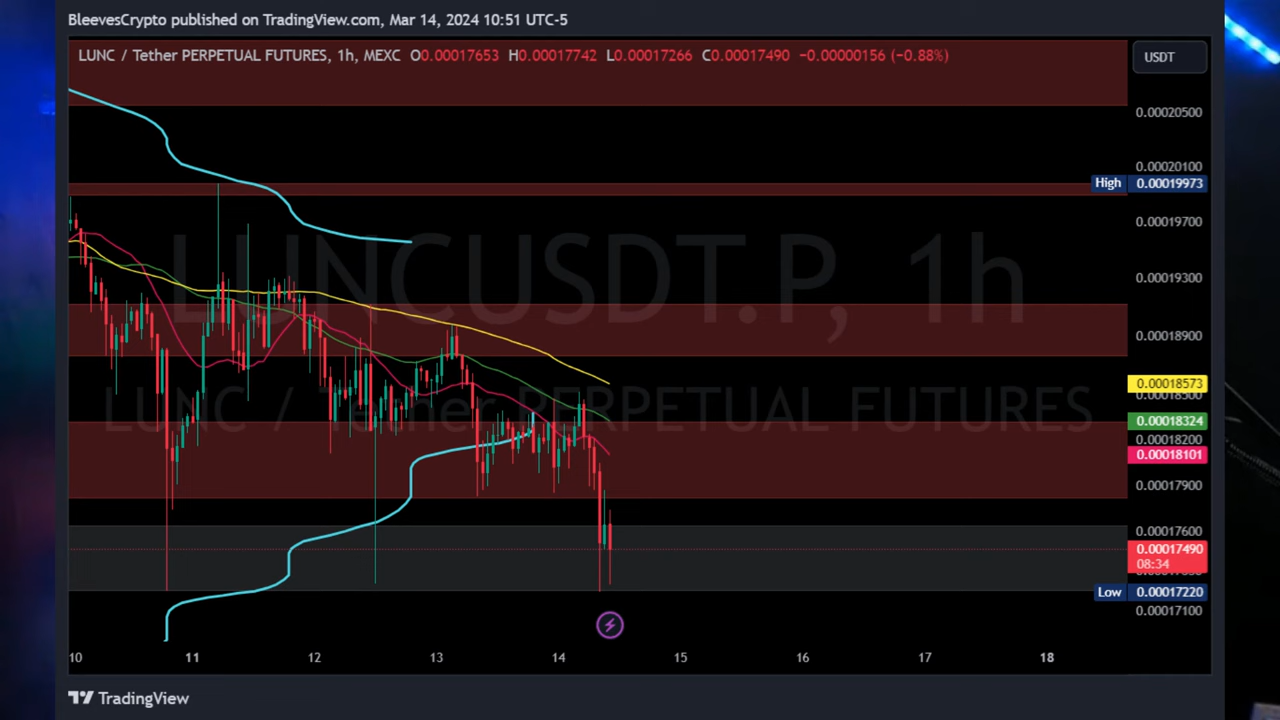 BleevesCrypto published on TradingView.com, Mar 14, 2024 10:51 UTC-5
LUNC / Tether PERPETUAL FUTURES, 1h, MEXC O0.00017653 H0.00017742 L0.00017266 C0.00017490 −0.00000156 (−0.88%)
USDT
0.00020500
0.00020100
High 0.00019973
0.00019700
LUNCUSDT.P, 1h
0.00019300
0.00018900
0.00018573
0.00018500
LUNC / Tether PERPETUAL FUTURES
0.00018324
0.00018200
0.00018101
0.00017900
0.00017600
0.00017490
08:34
Low 0.00017220
0.00017100
10 11 12 13 14 15 16 17 18
TradingView